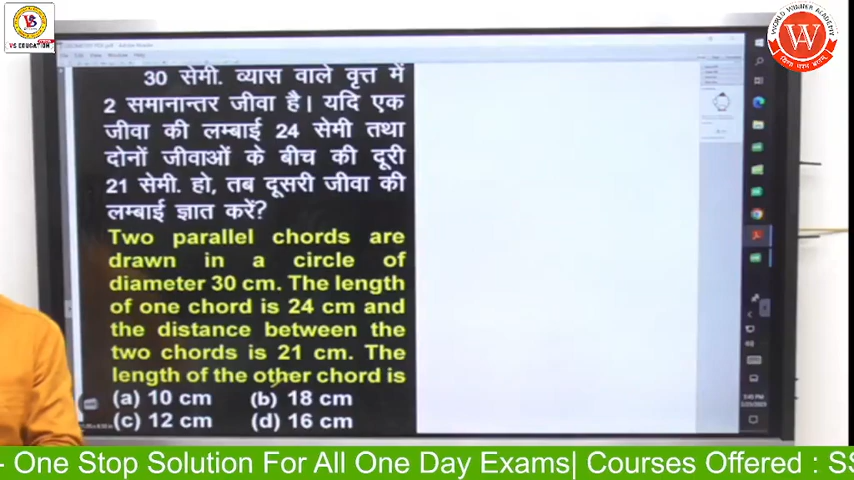 VS EDUCATION
WORLD WINNER ACADEMY
30 सेमी. व्यास वाले वृत्त में
2 समानान्तर जीवा है। यदि एक
जीवा की लम्बाई 24 सेमी तथा
दोनों जीवाओं के बीच की दूरी
21 सेमी. हो, तब दूसरी जीवा की
लम्बाई ज्ञात करें?
Two parallel chords are
drawn in a circle of
diameter 30 cm. The length
of one chord is 24 cm and
the distance between the
two chords is 21 cm. The
length of the other chord is
(a) 10 cm (b) 18 cm
(c) 12 cm (d) 16 cm
- One Stop Solution For All One Day Exams| Courses Offered : SS